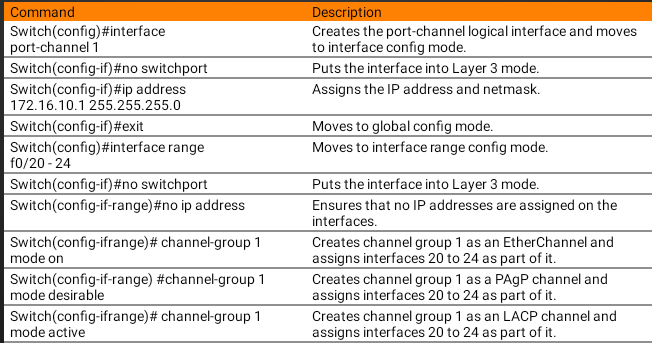 Command Description
Switch(config)#interface Creates the port-channel logical interface and moves
port-channel 1 to interface config mode.
Switch(config-if)#no switchport Puts the interface into Layer 3 mode.
Switch(config-if)#ip address Assigns the IP address and netmask.
172.16.10.1 255.255.255.0
Switch(config-if)#exit Moves to global config mode.
Switch(config)#interface range Moves to interface range config mode.
f0/20 - 24
Switch(config-if)#no switchport Puts the interface into Layer 3 mode.
Switch(config-if-range)#no ip address Ensures that no IP addresses are assigned on the
interfaces.
Switch(config-ifrange)# channel-group 1 Creates channel group 1 as an EtherChannel and
mode on assigns interfaces 20 to 24 as part of it.
Switch(config-if-range) #channel-group 1 Creates channel group 1 as a PAgP channel and
mode desirable assigns interfaces 20 to 24 as part of it.
Switch(config-ifrange)# channel-group 1 Creates channel group 1 as an LACP channel and
mode active assigns interfaces 20 to 24 as part of it.